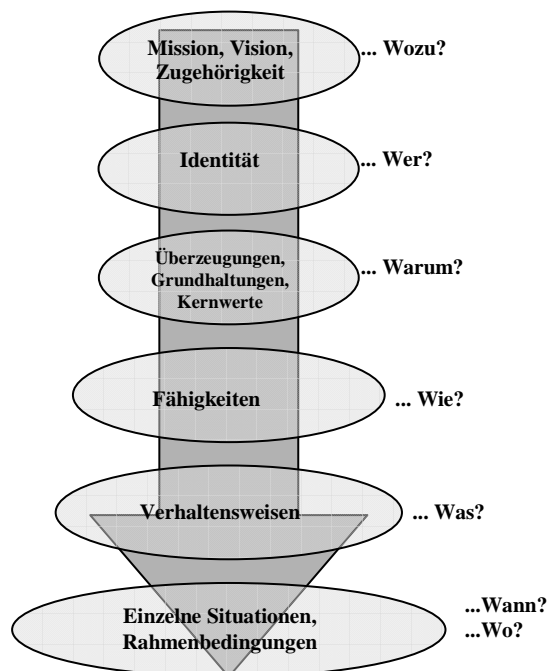 Mission, Vision,
Zugehörigkeit
... Wozu?
Identität
... Wer?
Überzeugungen,
Grundhaltungen,
Kernwerte
... Warum?
Fähigkeiten
... Wie?
Verhaltensweisen
... Was?
Einzelne Situationen,
Rahmenbedingungen
...Wann?
...Wo?